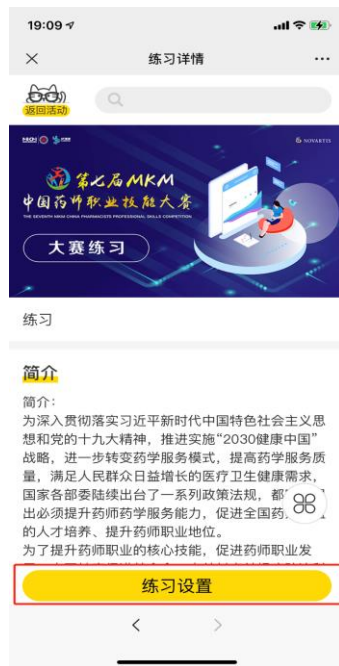 19:09
练习详情
返回活动
NOVARTIS
第七届MKM
中国药师职业技能大赛
THE SEVENTH MKM CHINA PHARMACISTS PROFESSIONAL SKILLS COMPETITION
大赛练习
练习
简介
简介：
为深入贯彻落实习近平新时代中国特色社会主义思
想和党的十九大精神，推进实施“2030健康中国”
战略，进一步转变药学服务模式，提高药学服务质
量，满足人民群众日益增长的医疗卫生健康需求，
国家各部委陆续出台了一系列政策法规，都
出必须提升药师药学服务能力，促进全国药
的人才培养、提升药师职业地位。
为了提升药师职业的核心技能，促进药师职业发
练习设置